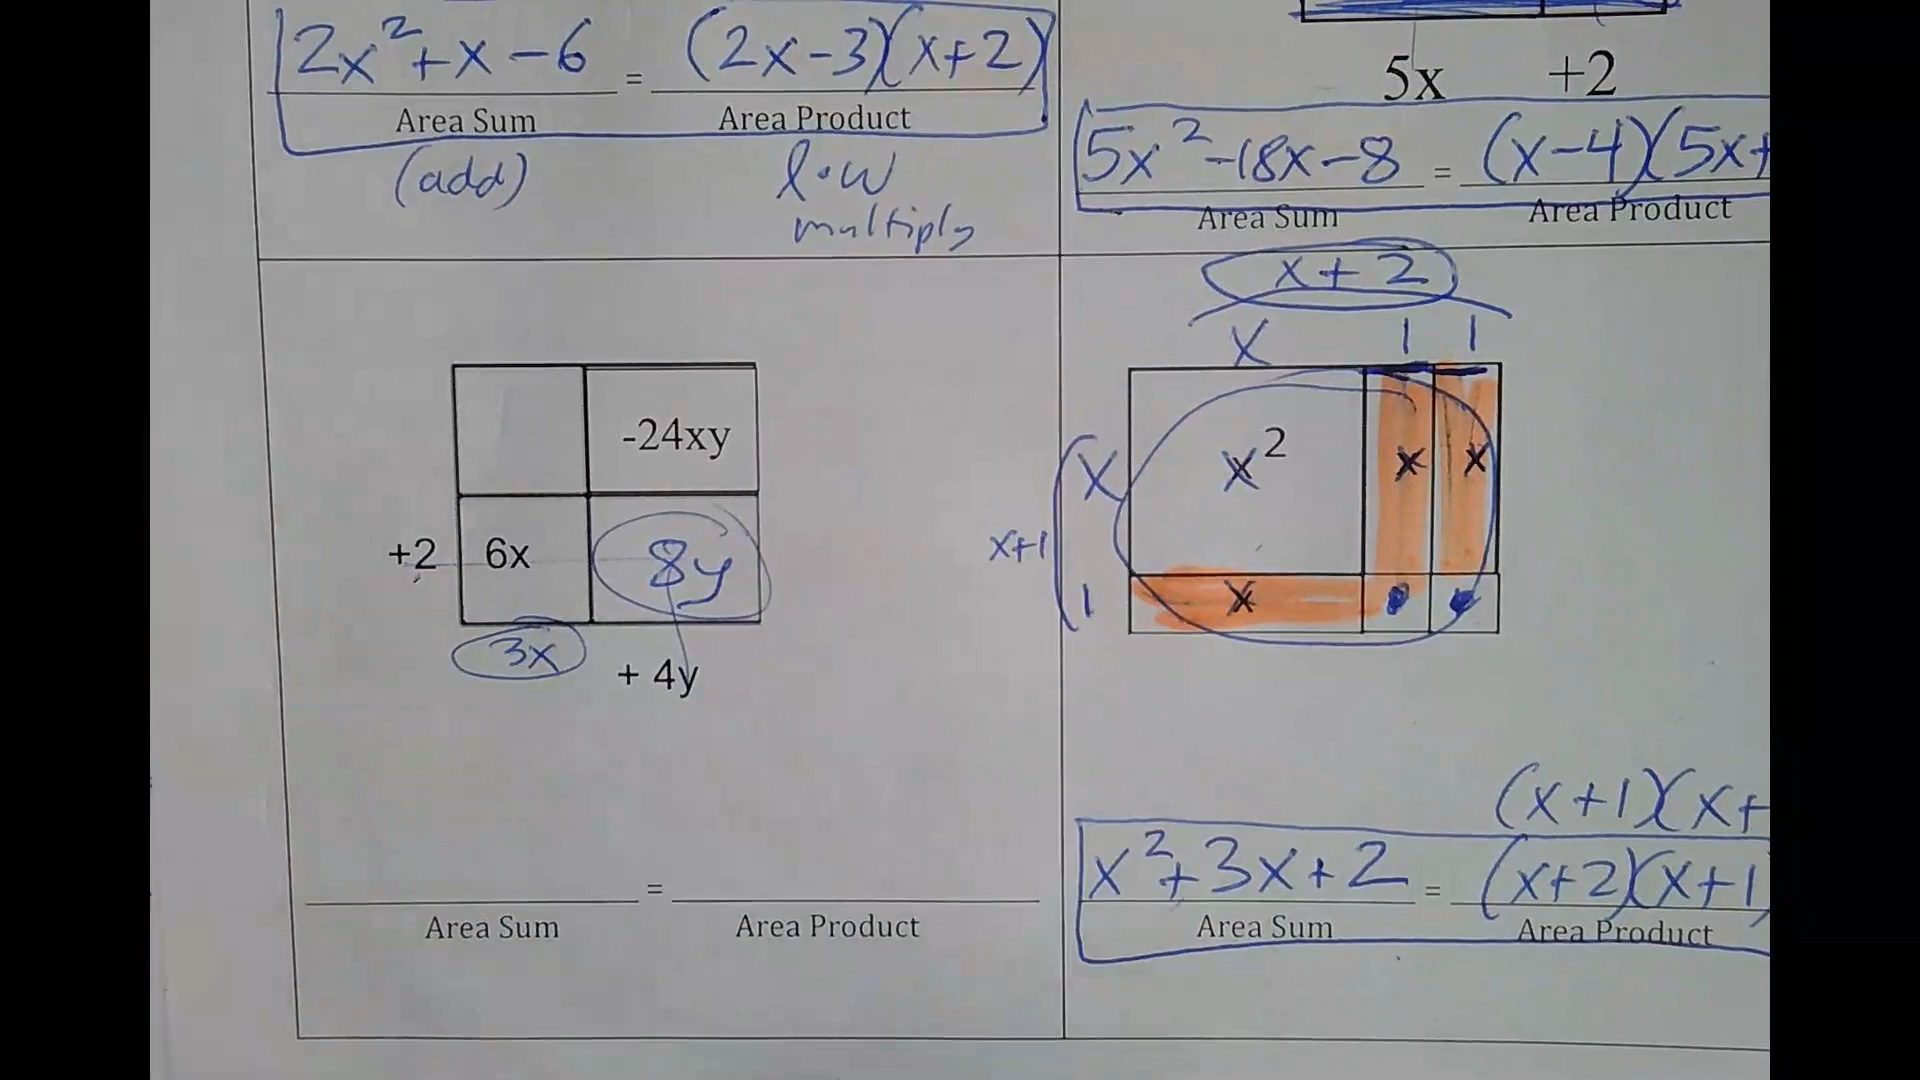 2x²+x-6 = (2x-3)(x+2)
Area Sum Area Product
(add) l·w
multiply
5x +2
5x²-18x-8 = (x-4)(5x+
Area Sum Area Product
-24xy
+2 6x 8y
3x + 4y
= 
Area Sum Area Product
x+2
x 1 1
x x² x x
x+1
1 x
(x+1)(x+
x²+3x+2 = (x+2)(x+1)
Area Sum Area Product